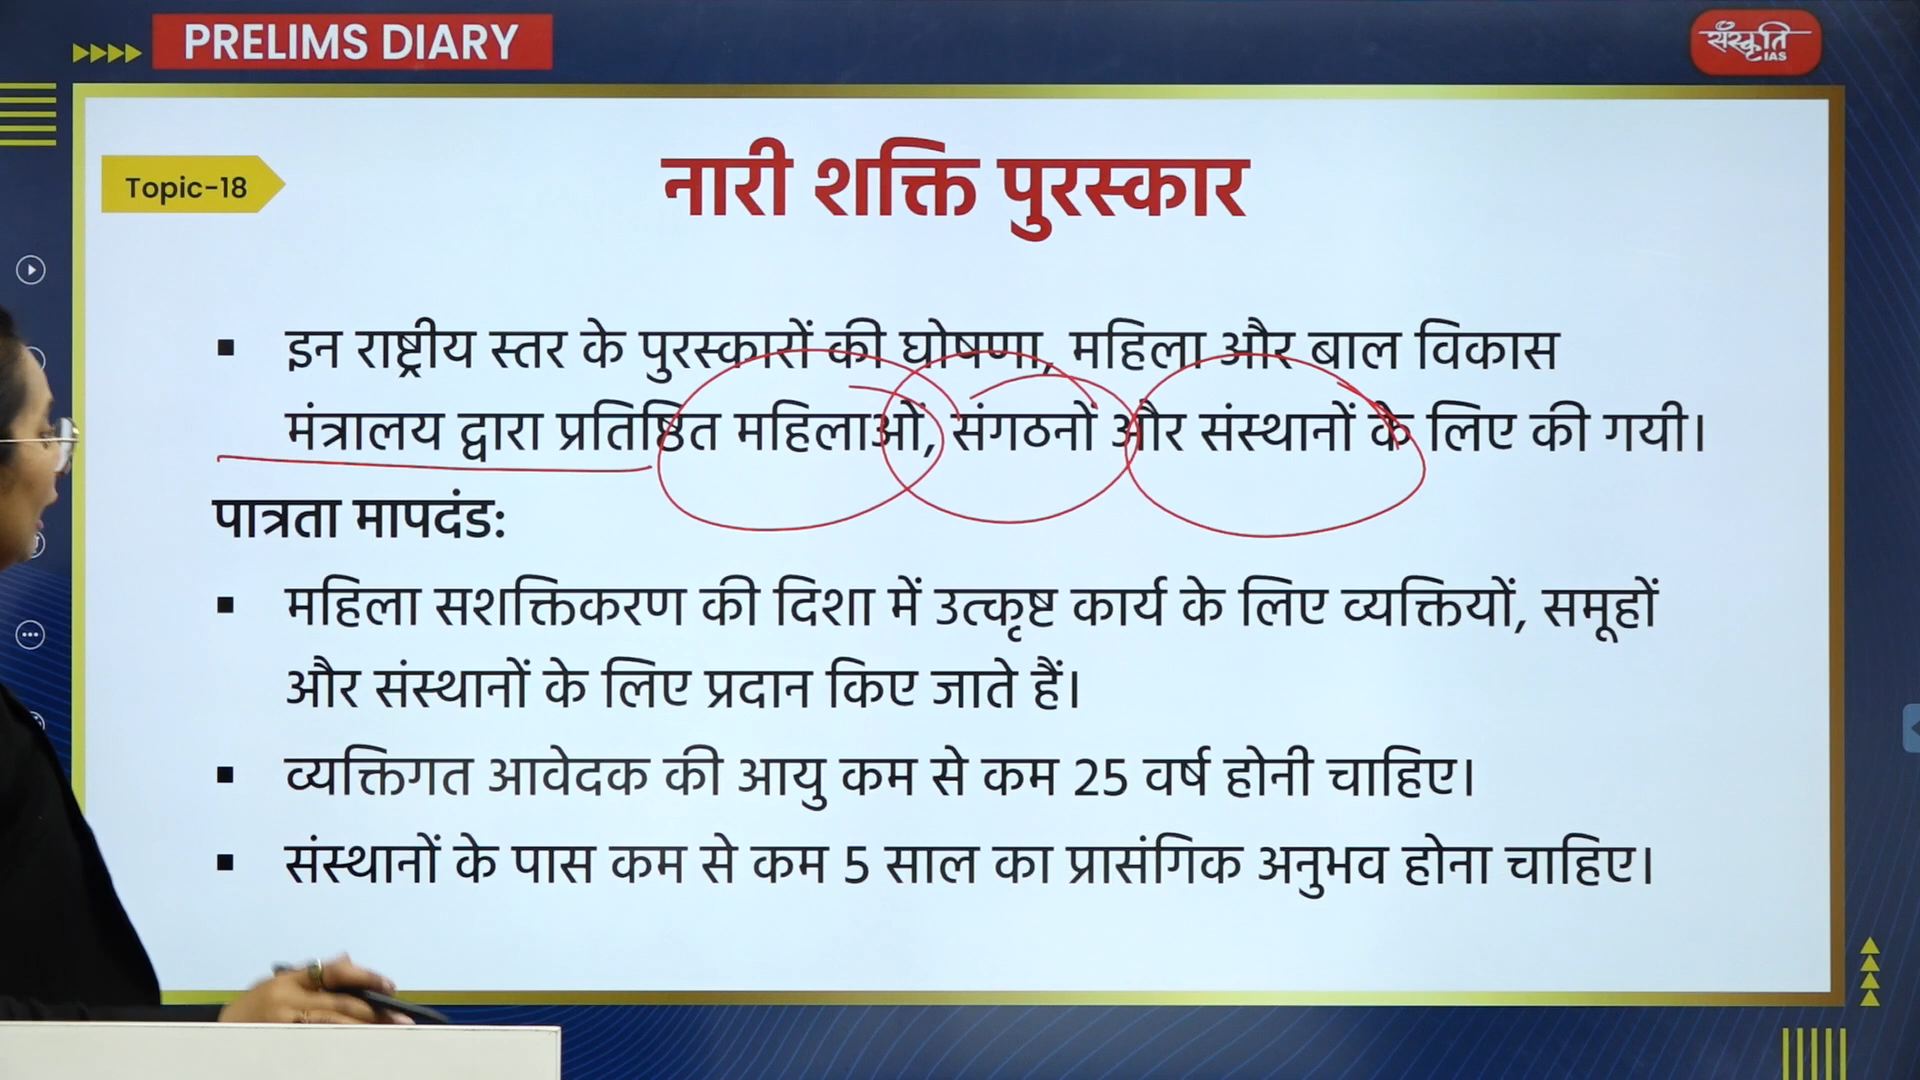 PRELIMS DIARY
संस्कृति
IAS
Topic-18
नारी शक्ति पुरस्कार
▪ इन राष्ट्रीय स्तर के पुरस्कारों की घोषणा, महिला और बाल विकास
मंत्रालय द्वारा प्रतिष्ठित महिलाओं, संगठनों और संस्थानों के लिए की गयी।
पात्रता मापदंड:
▪ महिला सशक्तिकरण की दिशा में उत्कृष्ट कार्य के लिए व्यक्तियों, समूहों
और संस्थानों के लिए प्रदान किए जाते हैं।
▪ व्यक्तिगत आवेदक की आयु कम से कम 25 वर्ष होनी चाहिए।
▪ संस्थानों के पास कम से कम 5 साल का प्रासंगिक अनुभव होना चाहिए।